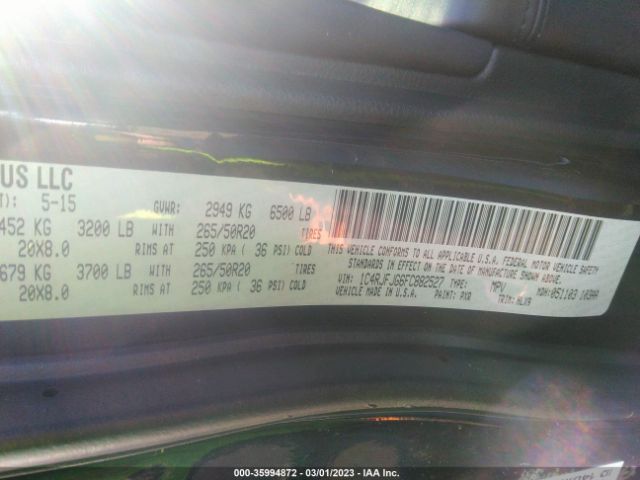 US LLC
T): 5-15 GVWR: 2949 KG 6500 LB
452 KG 3200 LB WITH 265/50R20 TIRES
20X8.0 RIMS AT 250 KPA ( 36 PSI) COLD
679 KG 3700 LB WITH 265/50R20 TIRES
20X8.0 RIMS AT 250 KPA ( 36 PSI) COLD
THIS VEHICLE CONFORMS TO ALL APPLICABLE U.S.A. FEDERAL MOTOR VEHICLE SAFETY
STANDARDS IN EFFECT ON THE DATE OF MANUFACTURE SHOWN ABOVE.
VIN: 1C4RJFJG6FC882527 TYPE: MPV MDH: 051103
VEHICLE MADE IN U.S.A. PAINT: PXR TRIM:
0 - 35994872 - 03/01/2023 - IAA Inc.